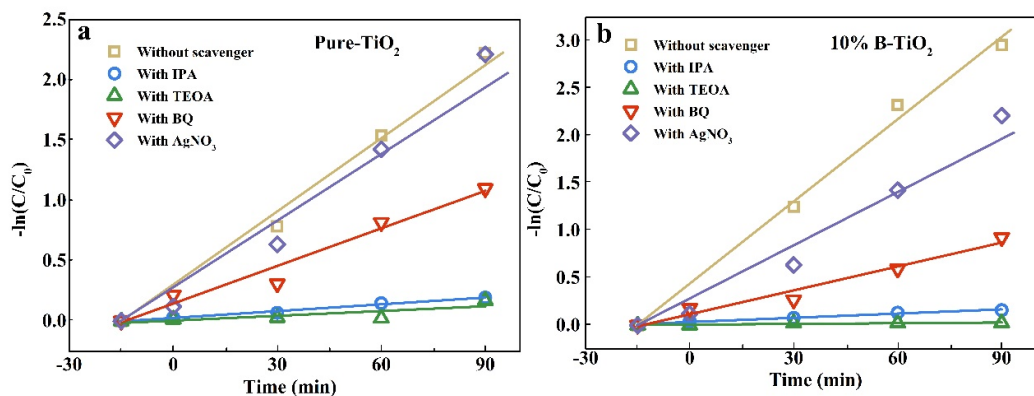 a
Pure-TiO₂
Without scavenger
With IPA
With TEOA
With BQ
With AgNO₃
-ln(C/C₀)
2.5
2.0
1.5
1.0
0.5
0.0
-30 0 30 60 90
Time (min)
b
10% B-TiO₂
Without scavenger
With IPA
With TEOA
With BQ
With AgNO₃
-ln(C/C₀)
3.0
2.5
2.0
1.5
1.0
0.5
0.0
-30 0 30 60 90
Time (min)